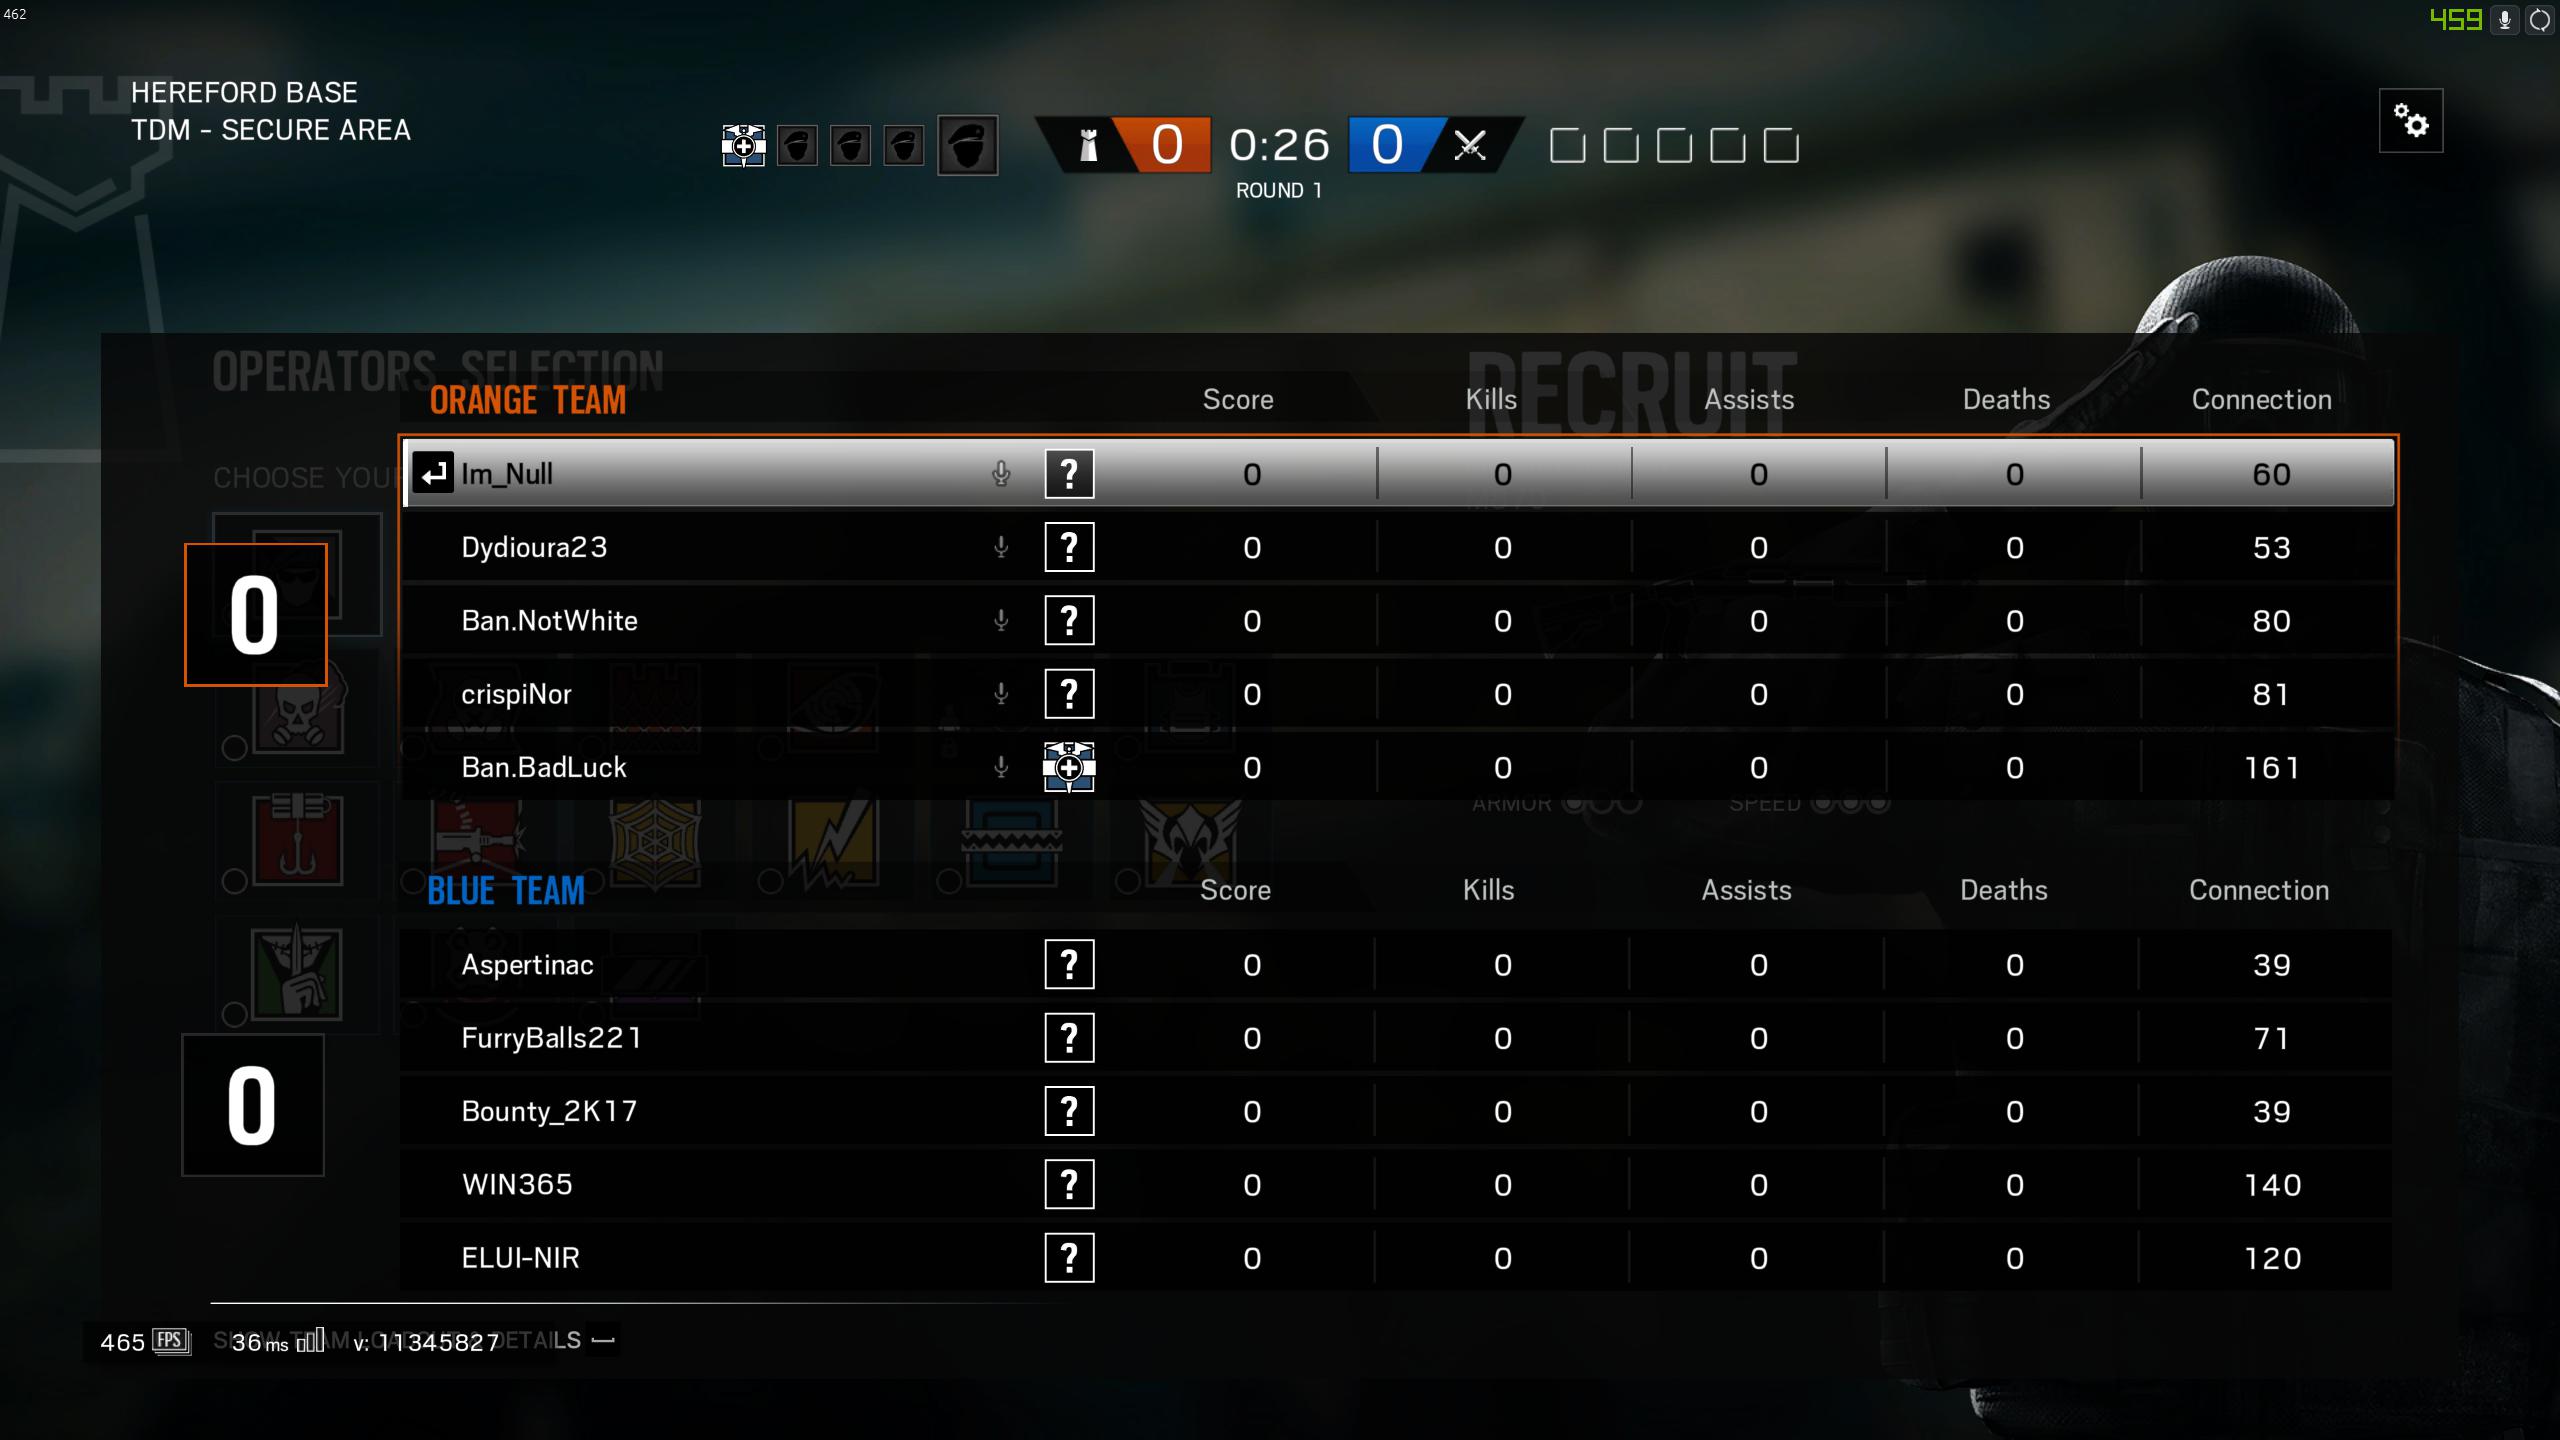 462
459
HEREFORD BASE
TDM - SECURE AREA
0 0:26 0
ROUND 1
OPERATORS SELECTION
RECRUIT
ORANGE TEAM Score Kills Assists Deaths Connection
CHOOSE YOUR
Im_Null ? 0 0 0 0 60
Dydioura23 ? 0 0 0 0 53
0
Ban.NotWhite ? 0 0 0 0 80
crispiNor ? 0 0 0 0 81
Ban.BadLuck 0 0 0 0 161
ARMOR SPEED
BLUE TEAM Score Kills Assists Deaths Connection
Aspertinac ? 0 0 0 0 39
FurryBalls221 ? 0 0 0 0 71
0
Bounty_2K17 ? 0 0 0 0 39
WIN365 ? 0 0 0 0 140
ELUI-NIR ? 0 0 0 0 120
SHOW TEAM LOADOUT & DETAILS
465 FPS 36 ms v: 11345827